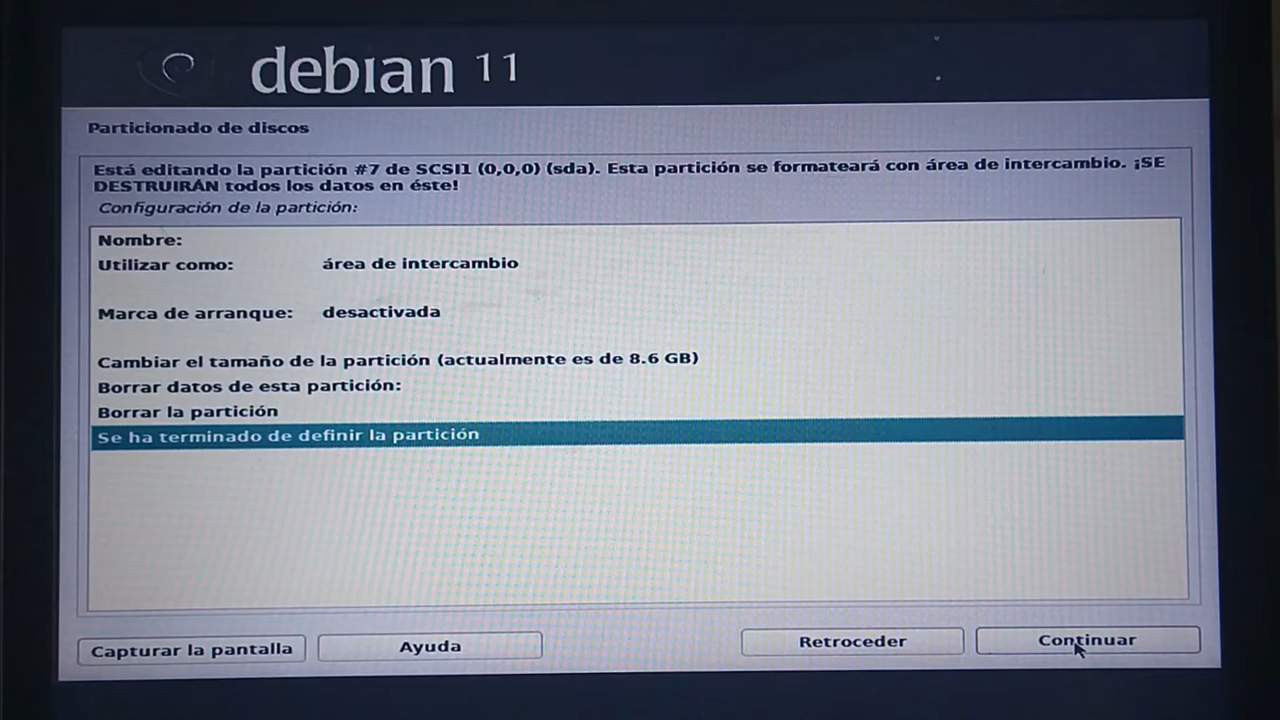 debian 11
Particionado de discos
Está editando la partición #7 de SCSI1 (0,0,0) (sda). Esta partición se formateará con área de intercambio. ¡SE
DESTRUIRÁN todos los datos en éste!
Configuración de la partición:
Nombre:
Utilizar como: área de intercambio
Marca de arranque: desactivada
Cambiar el tamaño de la partición (actualmente es de 8.6 GB)
Borrar datos de esta partición:
Borrar la partición
Se ha terminado de definir la partición
Capturar la pantalla Ayuda Retroceder Continuar